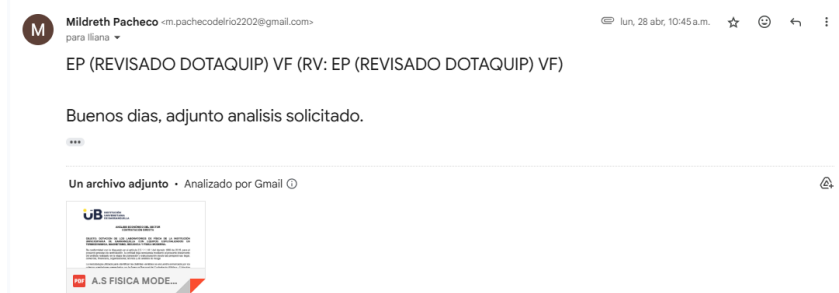 M
Mildreth Pacheco <m.pachecodelrio2202@gmail.com>
lun, 28 abr, 10:45 a.m.
para Iliana
EP (REVISADO DOTAQUIP) VF (RV: EP (REVISADO DOTAQUIP) VF)
Buenos dias, adjunto analisis solicitado.
Un archivo adjunto • Analizado por Gmail
UB
PDF
A.S FISICA MODE...